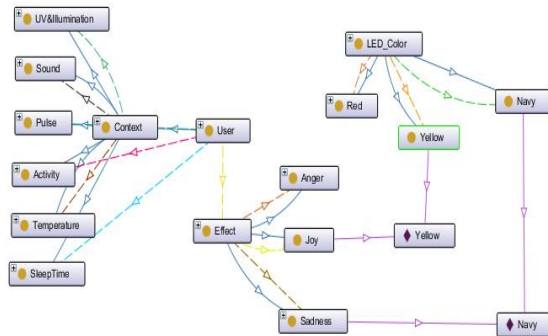 UV&Illumination
LED_Color
Sound
Red
Navy
Pulse
Context
User
Yellow
Activity
Anger
Temperature
Effect
Joy
Yellow
SleepTime
Sadness
Navy